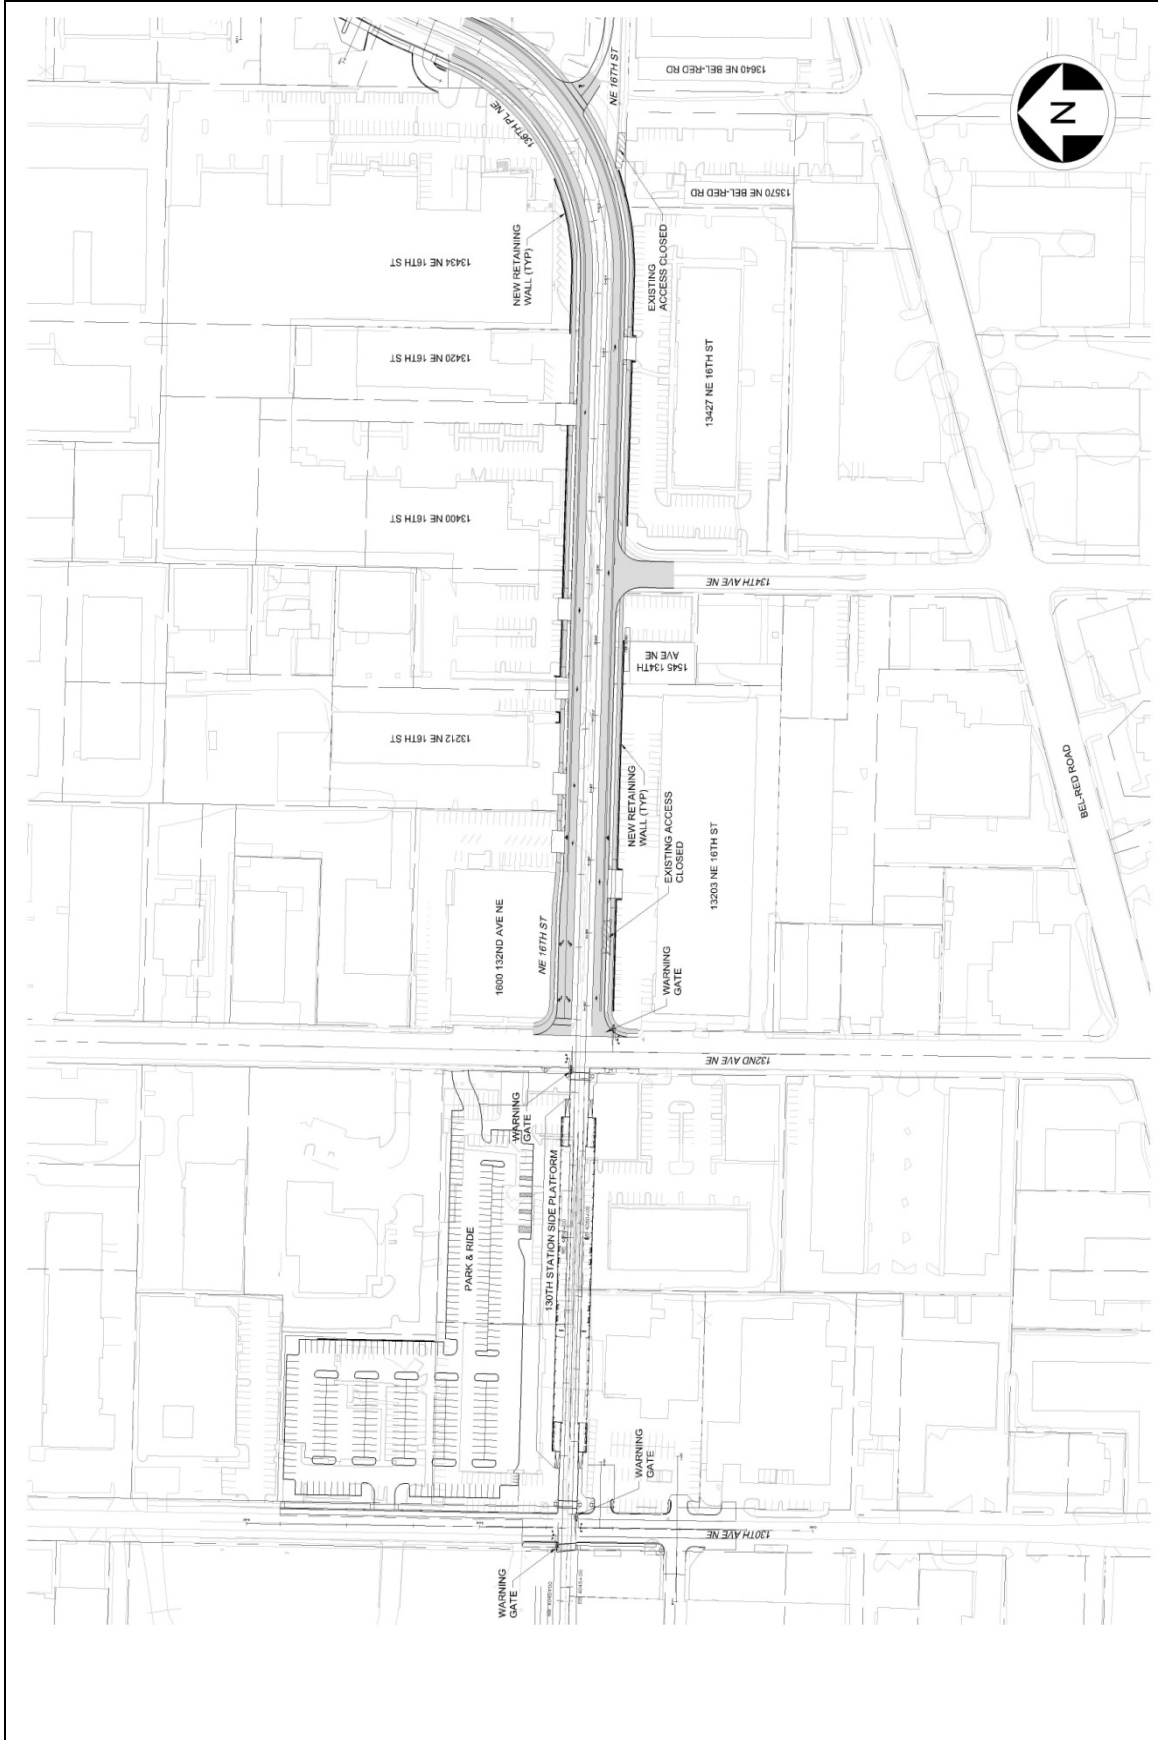 13640 NE BEL-RED RD
NE 16TH ST
136TH PL NE
N
13570 NE BEL-RED RD
NEW RETAINING
WALL (TYP)
13434 NE 16TH ST
EXISTING
ACCESS CLOSED
13420 NE 16TH ST
13427 NE 16TH ST
13400 NE 16TH ST
134TH AVE NE
1545 134TH
AVE NE
13212 NE 16TH ST
BEL-RED ROAD
NEW RETAINING
WALL (TYP)
EXISTING ACCESS
CLOSED
13203 NE 16TH ST
1600 132ND AVE NE
NE 16TH ST
WARNING
GATE
132ND AVE NE
WARNING
GATE
130TH STATION SIDE PLATFORM
PARK & RIDE
WARNING
GATE
130TH AVE NE
WARNING
GATE